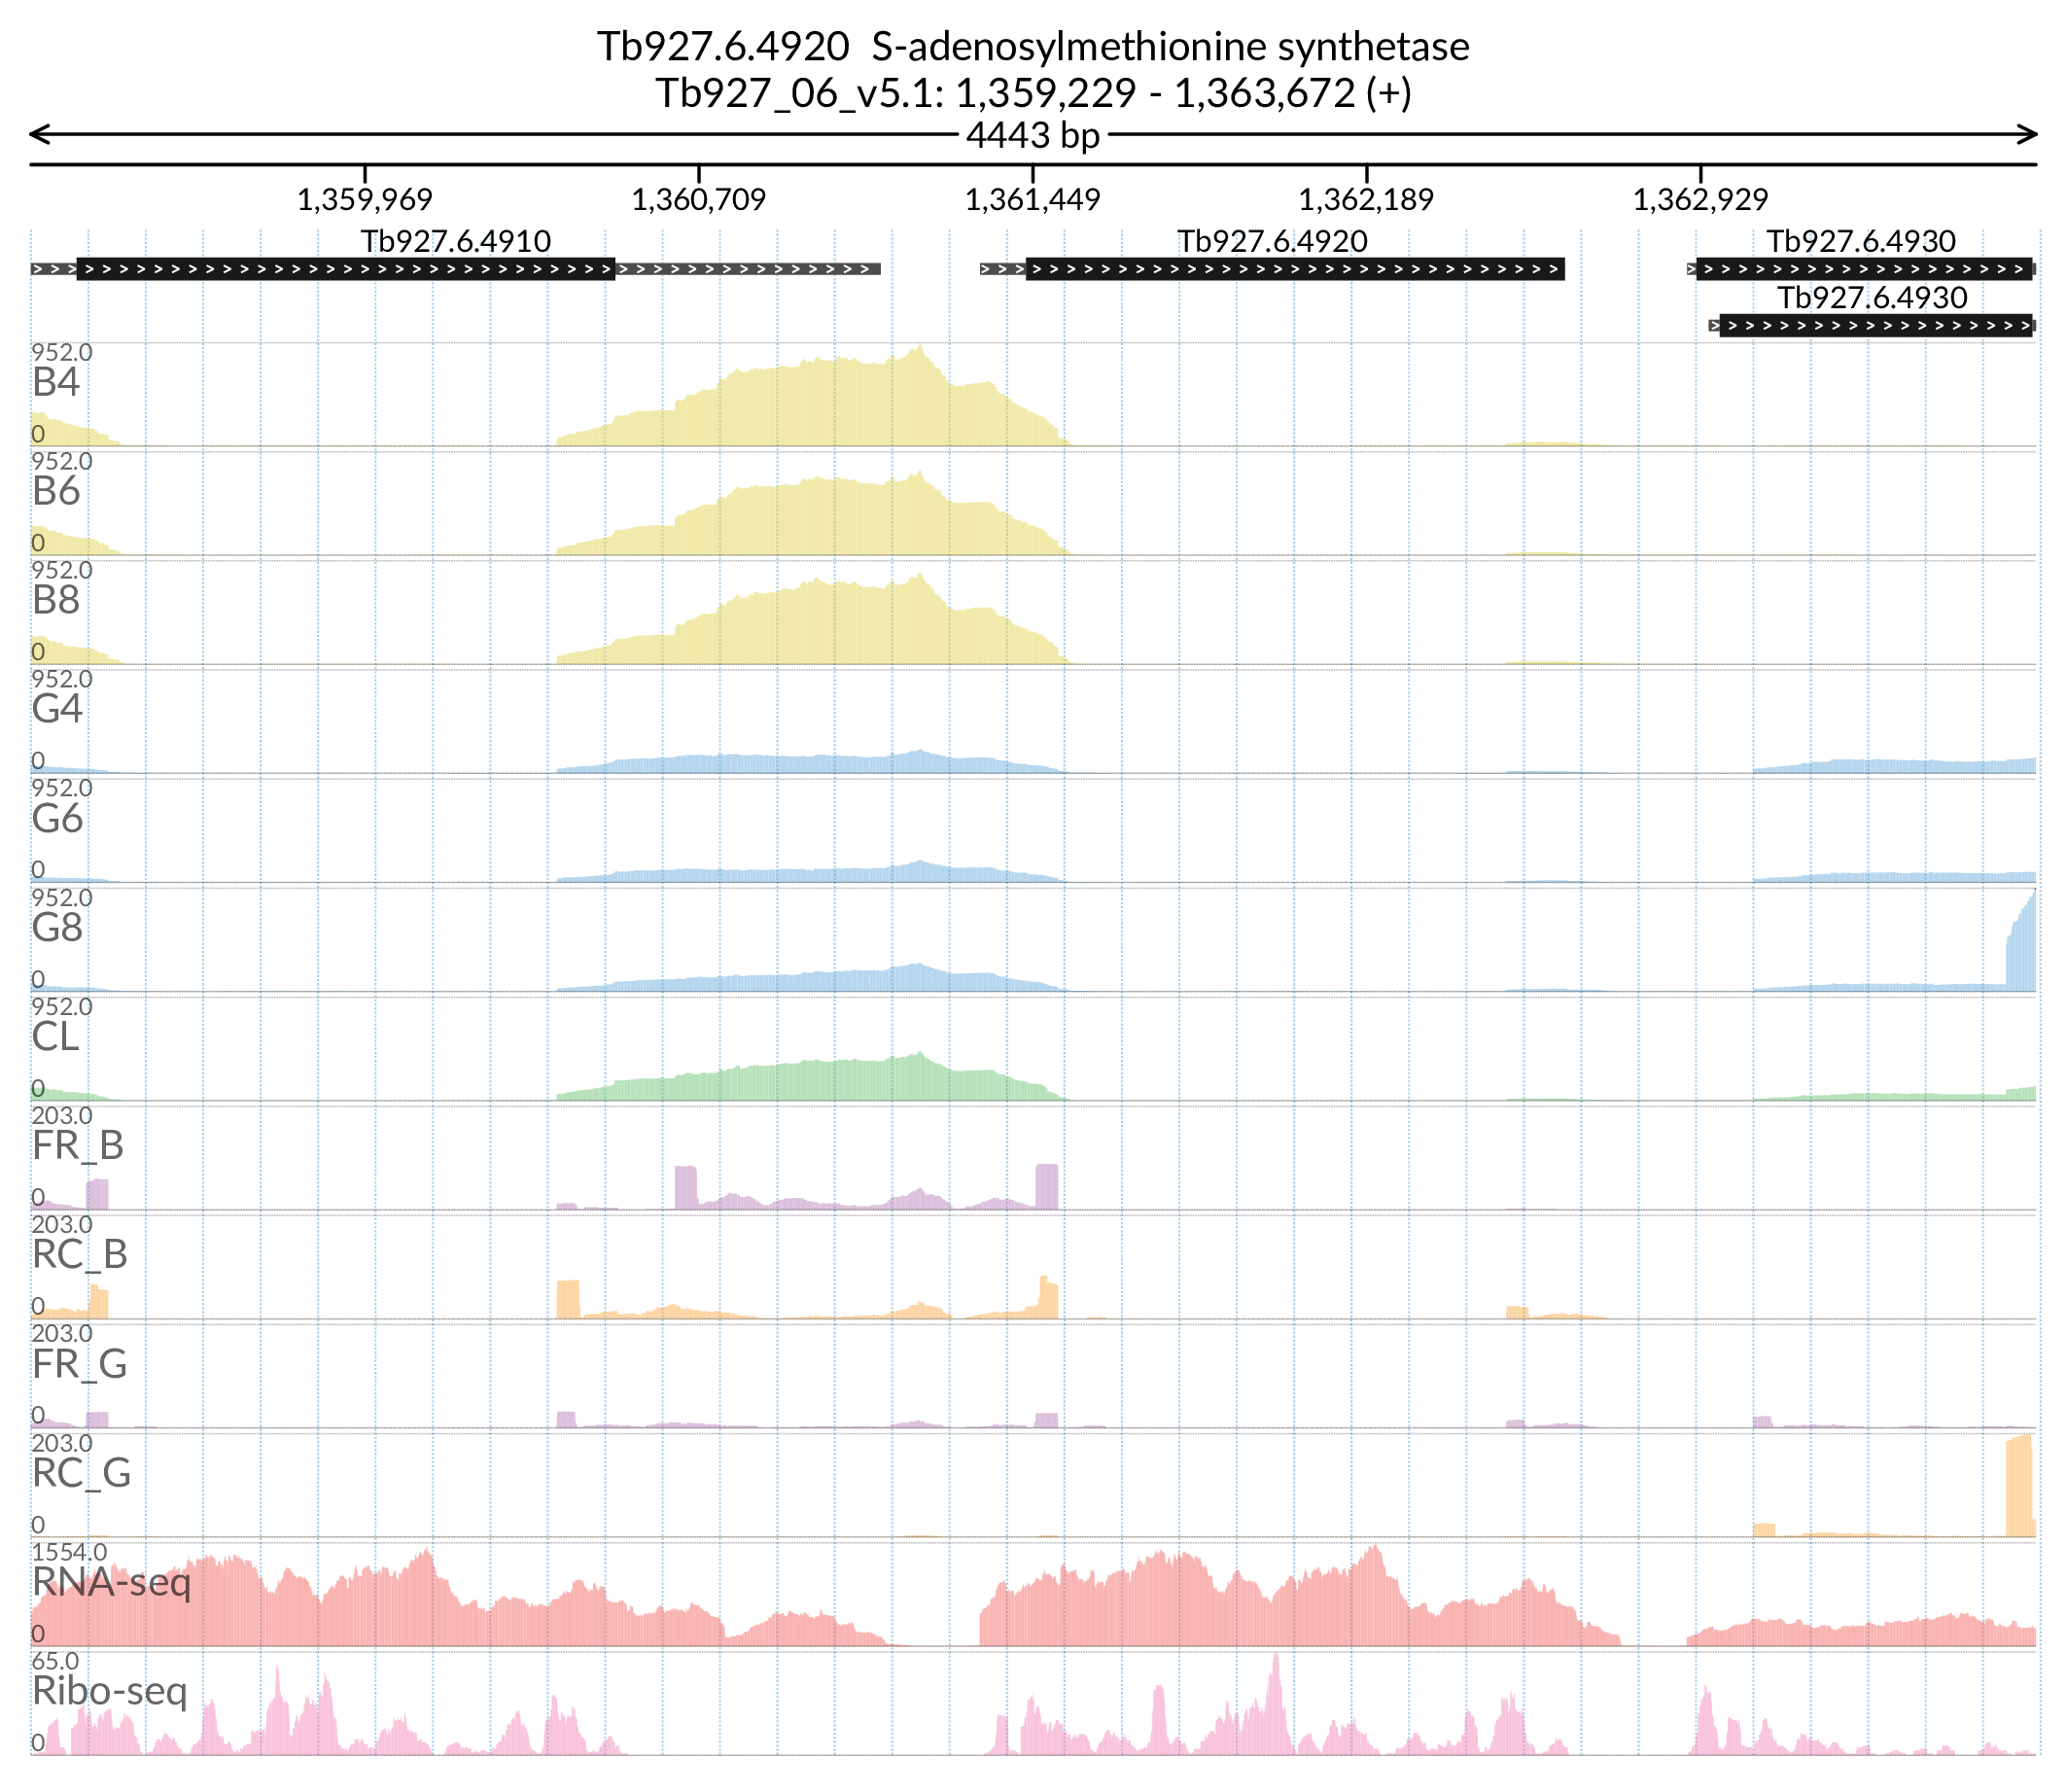 Tb927.6.4920  S-adenosylmethionine synthetase
Tb927_06_v5.1: 1,359,229 - 1,363,672 (+)
4443 bp
1,359,969 1,360,709 1,361,449 1,362,189 1,362,929
Tb927.6.4910 Tb927.6.4920 Tb927.6.4930
Tb927.6.4930
952.0
B4
0
952.0
B6
0
952.0
B8
0
952.0
G4
0
952.0
G6
0
952.0
G8
0
952.0
CL
0
203.0
FR_B
0
203.0
RC_B
0
203.0
FR_G
0
203.0
RC_G
0
1554.0
RNA-seq
0
65.0
Ribo-seq
0